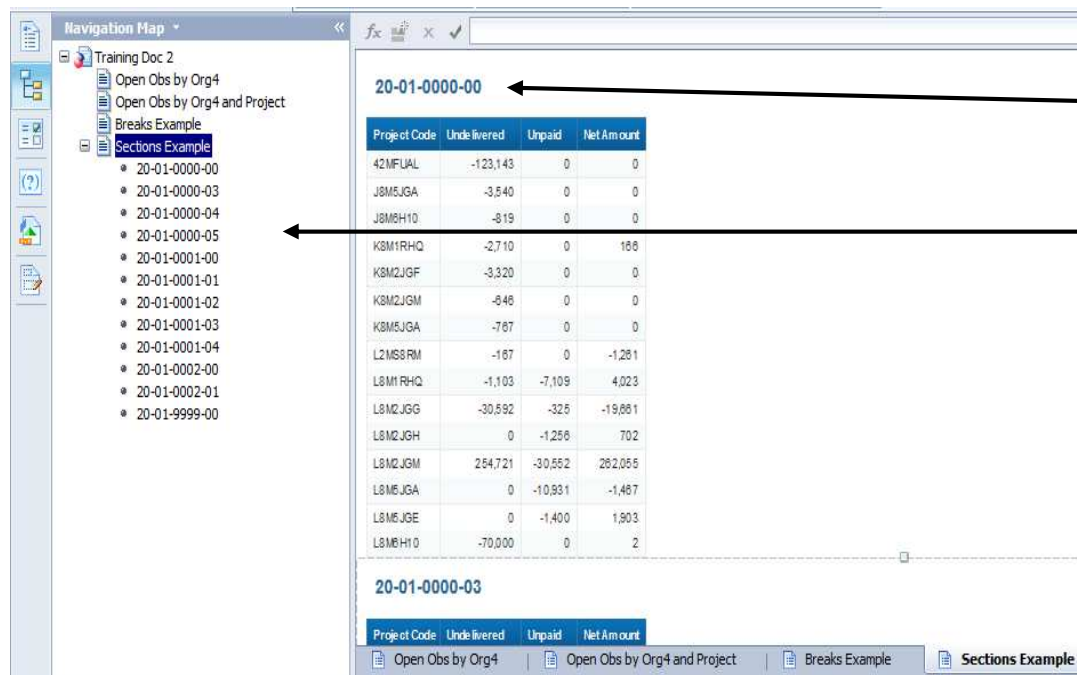 Navigation Map
Training Doc 2
Open Obs by Org4
Open Obs by Org4 and Project
Breaks Example
Sections Example
20-01-0000-00
20-01-0000-03
20-01-0000-04
20-01-0000-05
20-01-0001-00
20-01-0001-01
20-01-0001-02
20-01-0001-03
20-01-0001-04
20-01-0002-00
20-01-0002-01
20-01-9999-00
fx
20-01-0000-00
Project Code Undelivered Unpaid Net Amount
42MFUAL -123,143 0 0
J8M5JGA -3,540 0 0
J8M6H10 -819 0 0
K8M1RHQ -2,710 0 166
K8M2JGF -3,320 0 0
K8M2JGM -646 0 0
K8M5JGA -767 0 0
L2MS8RM -167 0 -1,261
L8M1RHQ -1,103 -7,109 4,023
L8M2JGG -30,592 -325 -19,661
L8M2JGH 0 -1,256 702
L8M2JGM 254,721 -30,552 262,055
L8M5JGA 0 -10,931 -1,467
L8M5JGE 0 -1,400 1,903
L8M6H10 -70,000 0 2
20-01-0000-03
Project Code Undelivered Unpaid Net Amount
Open Obs by Org4 Open Obs by Org4 and Project Breaks Example Sections Example